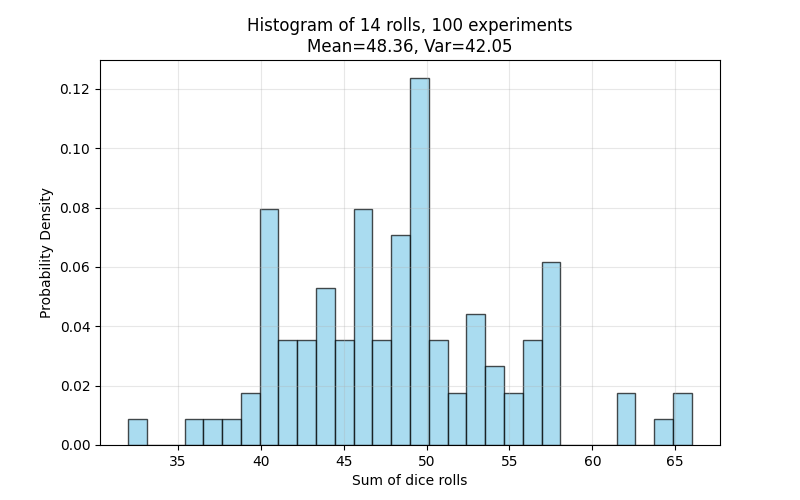 Histogram of 14 rolls, 100 experiments
Mean=48.36, Var=42.05
0.12
0.10
0.08
0.06
0.04
0.02
0.00
Probability Density
35 40 45 50 55 60 65
Sum of dice rolls